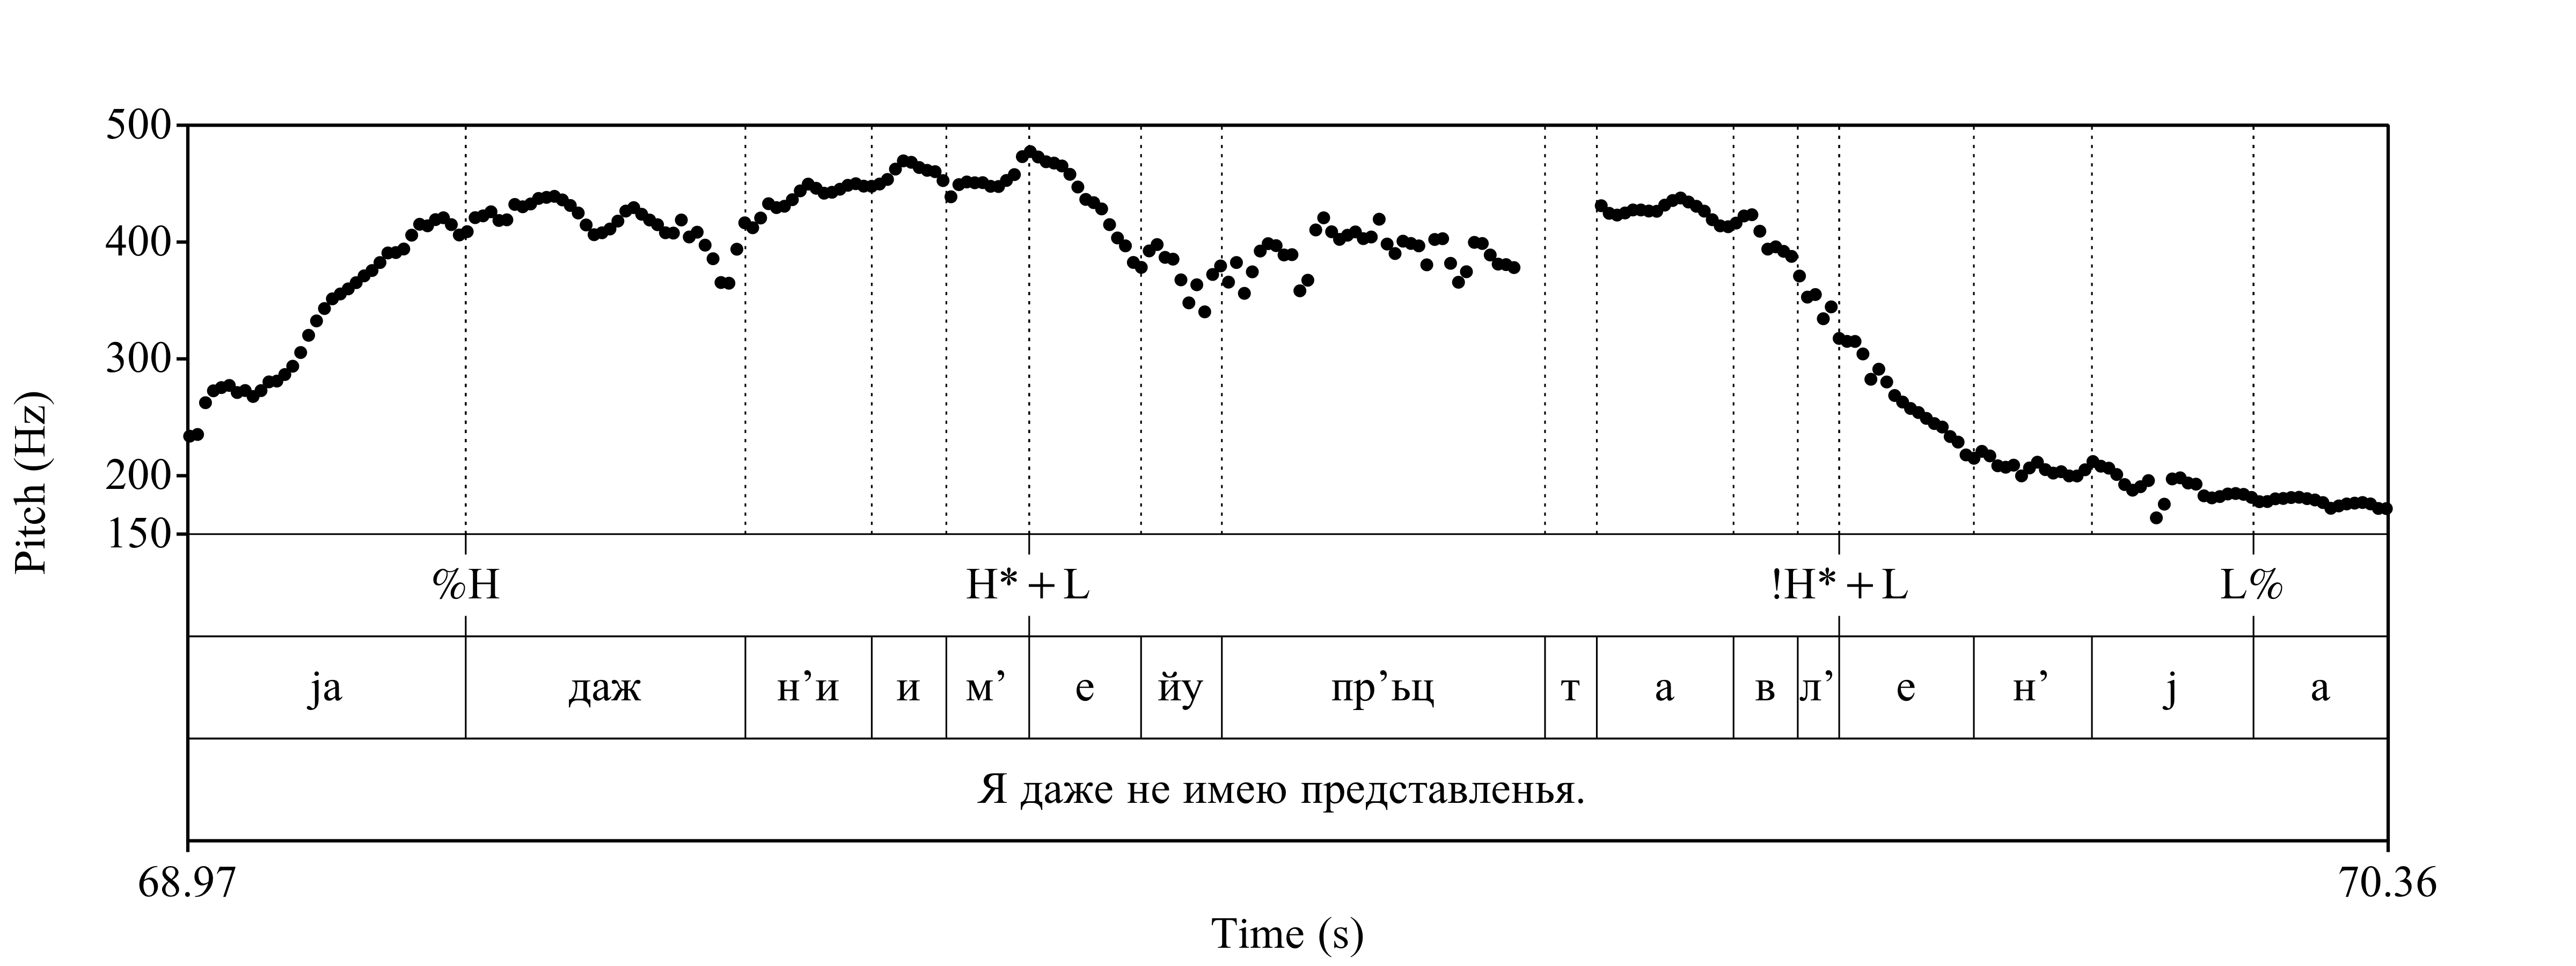 500
400
300
200
150
Pitch (Hz)
%H H* + L !H* + L L%
ја даж н’и и м’ е йу пр’ьц т а в л’ е н’ ј а
Я даже не имею представленья.
68.97 70.36
Time (s)